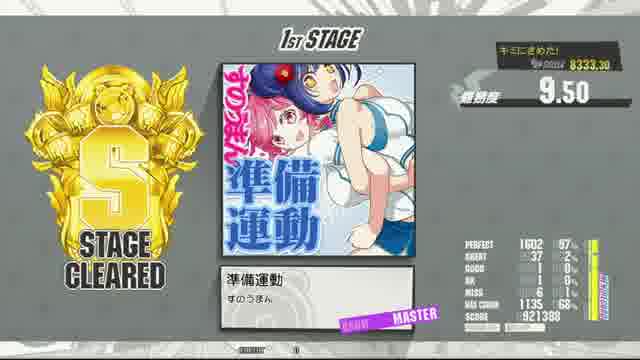 1ST STAGE
キミにきめた!
8333.30
難易度
9.50
S
STAGE
CLEARED
すのうまん
準備
運動
準備運動
すのうまん
MASTER
PERFECT 1602 97%
GREAT 37 2%
GOOD 1 0%
BAD 1 0%
MISS 6 1%
MAX CHAIN 1135 68%
SCORE 921388